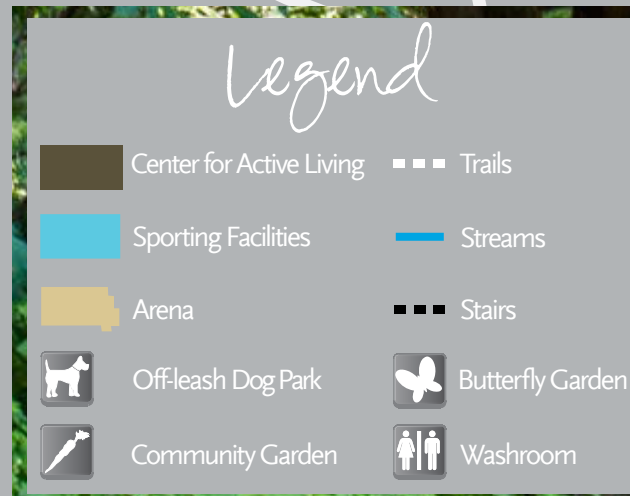 Legend
Center for Active Living
Trails
Sporting Facilities
Streams
Arena
Stairs
Off-leash Dog Park
Butterfly Garden
Community Garden
Washroom